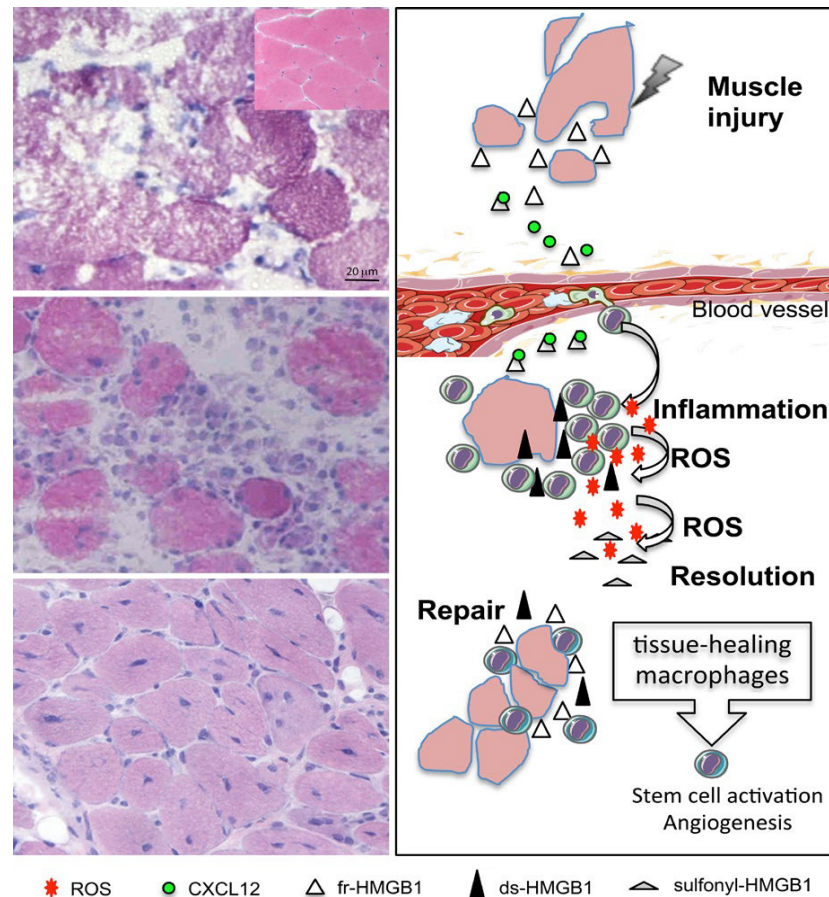 20 μm
Muscle
injury
Blood vessel
Inflammation
ROS
ROS
Resolution
Repair
tissue-healing
macrophages
Stem cell activation
Angiogenesis
ROS CXCL12 fr-HMGB1 ds-HMGB1 sulfonyl-HMGB1